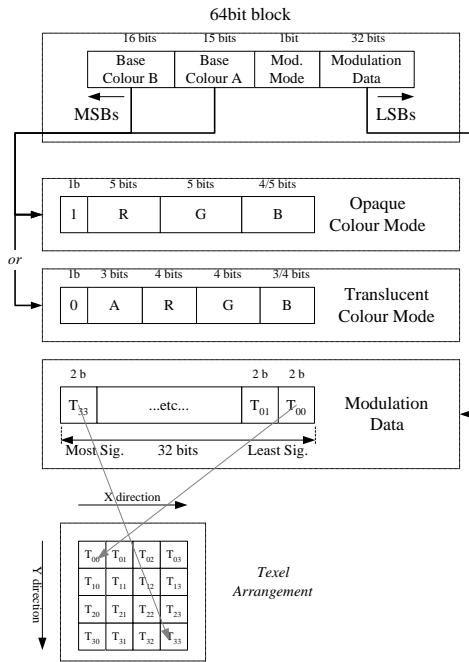 64bit block
16 bits 15 bits 1bit 32 bits
Base Colour B Base Colour A Mod. Mode Modulation Data
MSBs LSBs
1b 5 bits 5 bits 4/5 bits
1 R G B
Opaque Colour Mode
or
1b 3 bits 4 bits 4 bits 3/4 bits
0 A R G B
Translucent Colour Mode
2 b 2 b 2 b
T33 ...etc... T01 T00
Modulation Data
Most Sig. 32 bits Least Sig.
X direction
Y direction
T00 T01 T02 T03
T10 T11 T12 T13
T20 T21 T22 T23
T30 T31 T32 T33
Texel Arrangement